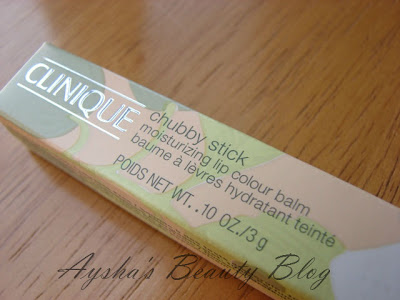 CLINIQUE
chubby stick
moisturizing lip colour balm
baume à lèvres hydratant teinté
POIDS NET WT. .10 OZ./3 g
Aysha's Beauty Blog